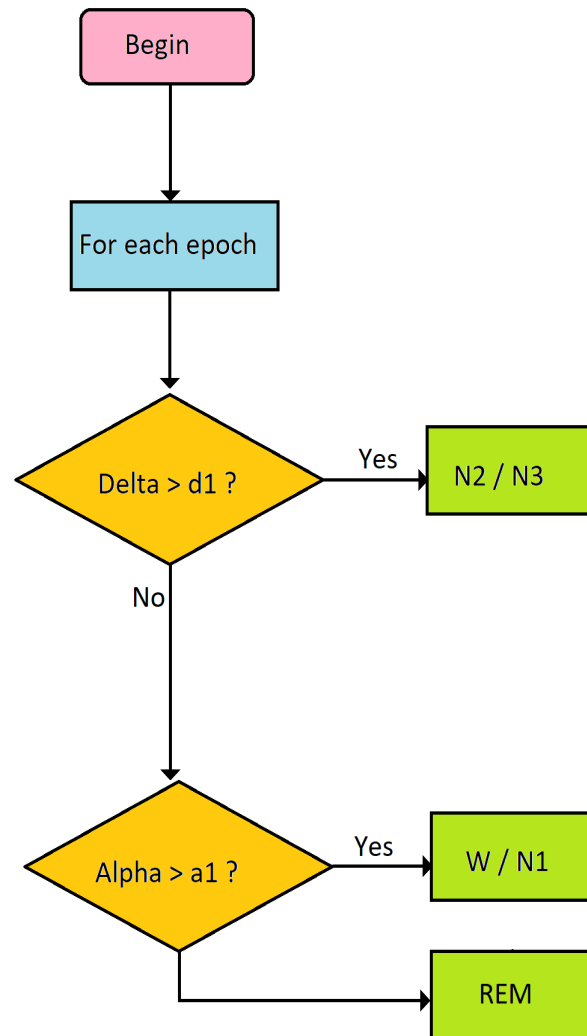 Begin
For each epoch
Delta > d1 ?
Yes
N2 / N3
No
Alpha > a1 ?
Yes
W / N1
REM